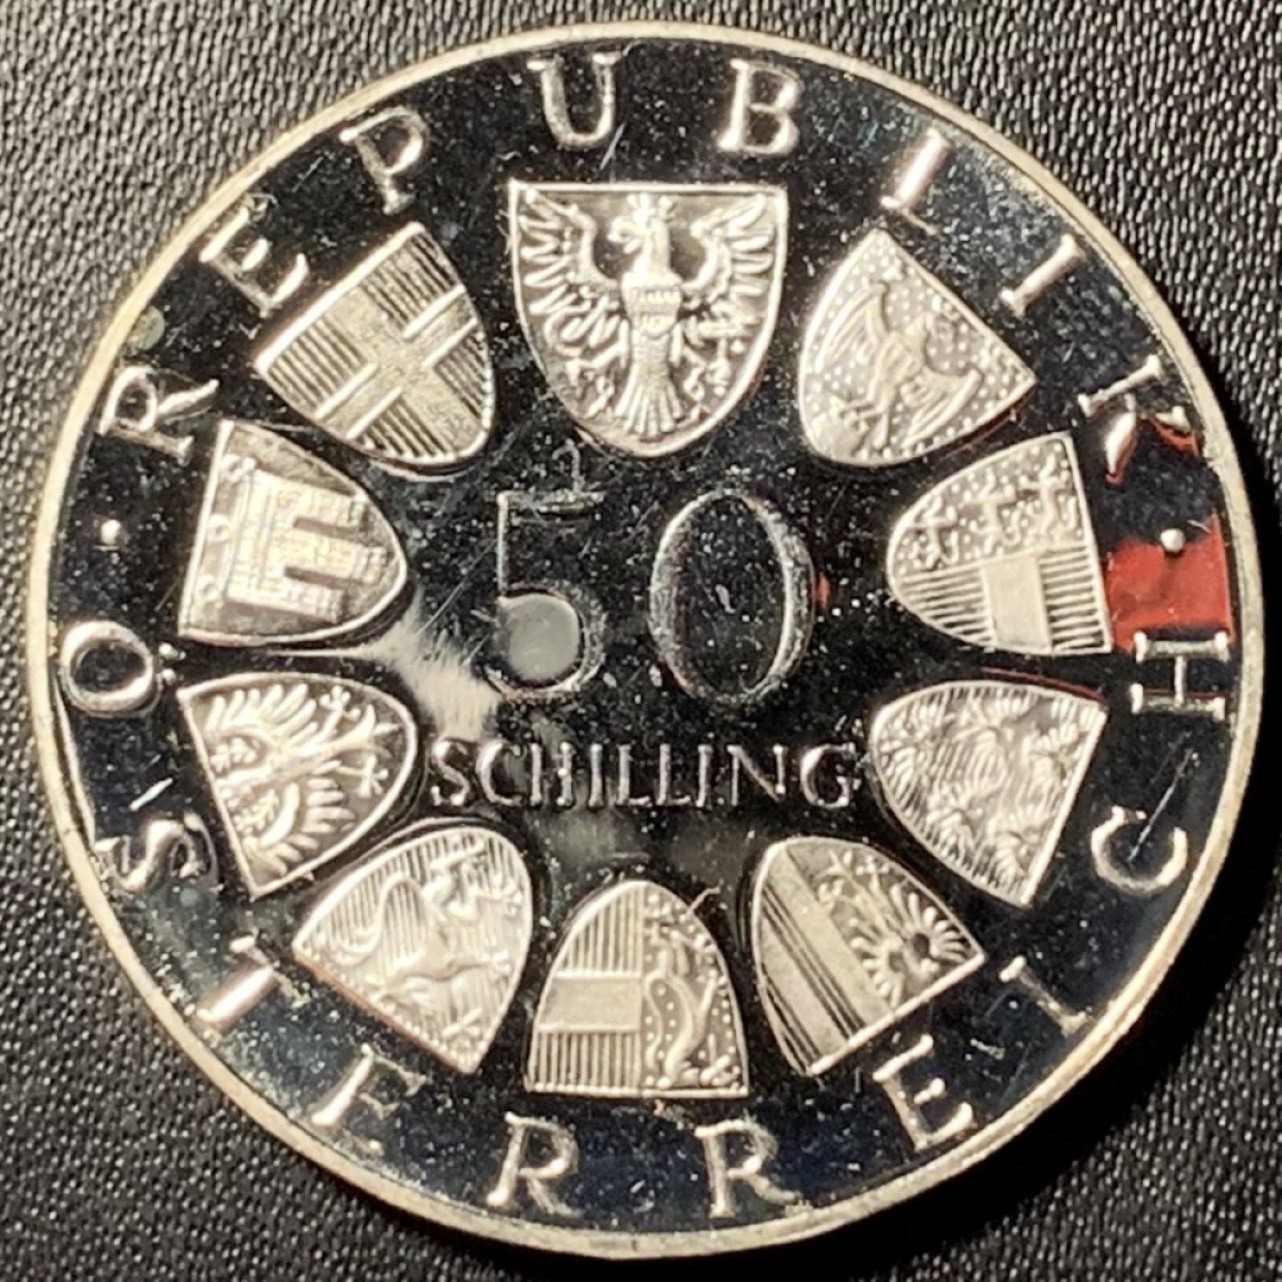 · REPUBLIK · ÖSTERREICH
50
SCHILLING